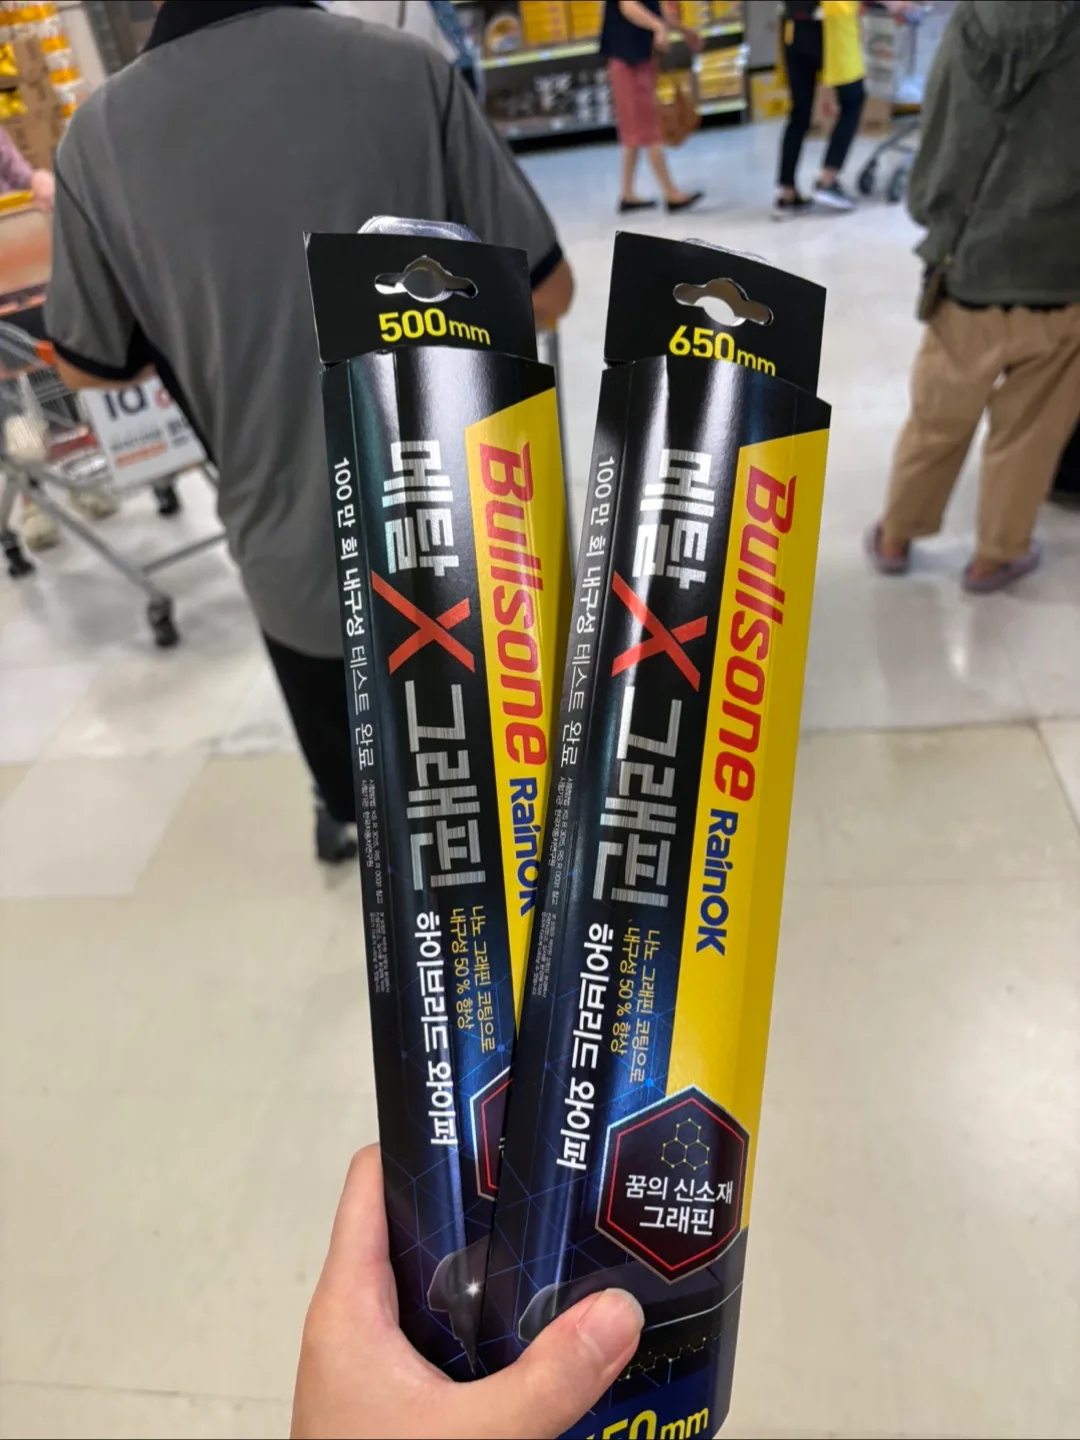 500mm
Bullsone RainOK
메탈X그래핀
하이브리드 와이퍼
나노 그래핀 코팅으로
내구성 50% 향상
100만 회 내구성 테스트 완료
650mm
Bullsone RainOK
메탈X그래핀
하이브리드 와이퍼
나노 그래핀 코팅으로
내구성 50% 향상
100만 회 내구성 테스트 완료
꿈의 신소재
그래핀
50mm